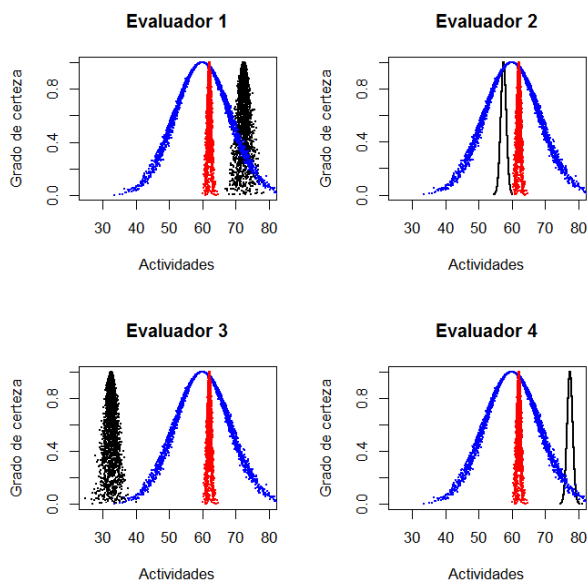 Evaluador 1
Grado de certeza
0.0 0.4 0.8
30 40 50 60 70 80
Actividades
Evaluador 2
Grado de certeza
0.0 0.4 0.8
30 40 50 60 70 80
Actividades
Evaluador 3
Grado de certeza
0.0 0.4 0.8
30 40 50 60 70 80
Actividades
Evaluador 4
Grado de certeza
0.0 0.4 0.8
30 40 50 60 70 80
Actividades